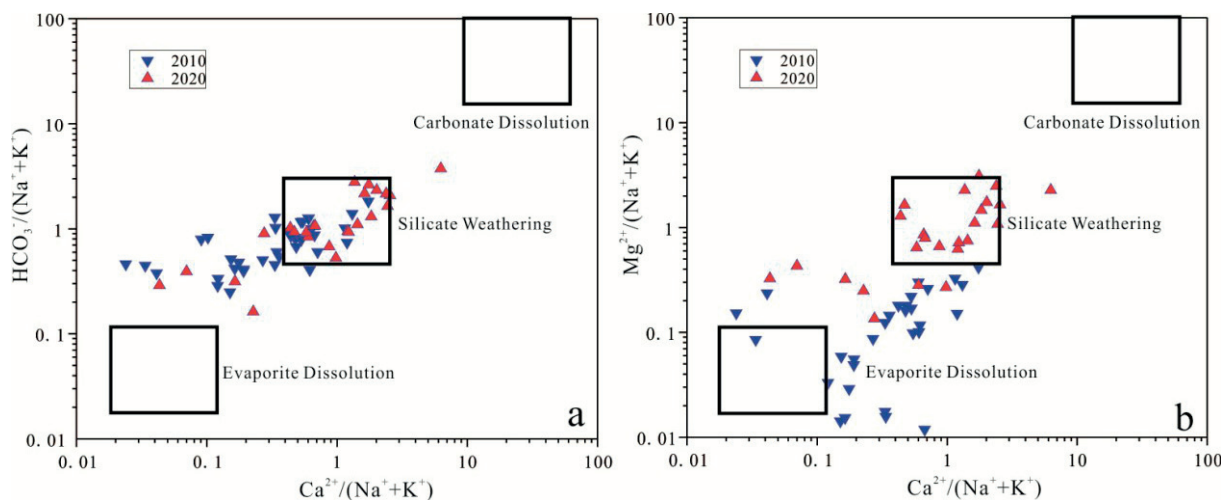 100
10
1
0.1
0.01
HCO₃⁻/(Na⁺+K⁺)
2010
2020
Carbonate Dissolution
Silicate Weathering
Evaporite Dissolution
a
0.01
0.1
1
10
100
Ca²⁺/(Na⁺+K⁺)
100
10
1
0.1
0.01
Mg²⁺/(Na⁺+K⁺)
2010
2020
Carbonate Dissolution
Silicate Weathering
Evaporite Dissolution
b
0.01
0.1
1
10
100
Ca²⁺/(Na⁺+K⁺)